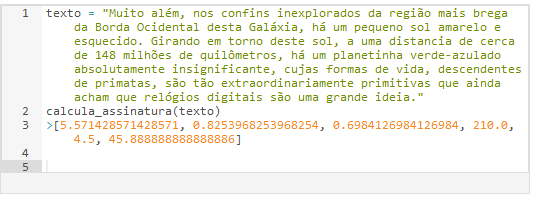 1 texto = "Muito além, nos confins inexplorados da região mais brega
da Borda Ocidental desta Galáxia, há um pequeno sol amarelo e
esquecido. Girando em torno deste sol, a uma distancia de cerca
de 148 milhões de quilômetros, há um planetinha verde-azulado
absolutamente insignificante, cujas formas de vida, descendentes
de primatas, são tão extraordinariamente primitivas que ainda
acham que relógios digitais são uma grande ideia."
2 calcula_assinatura(texto)
3 >[5.571428571428571, 0.8253968253968254, 0.6984126984126984, 210.0,
4.5, 45.888888888888886]
4
5